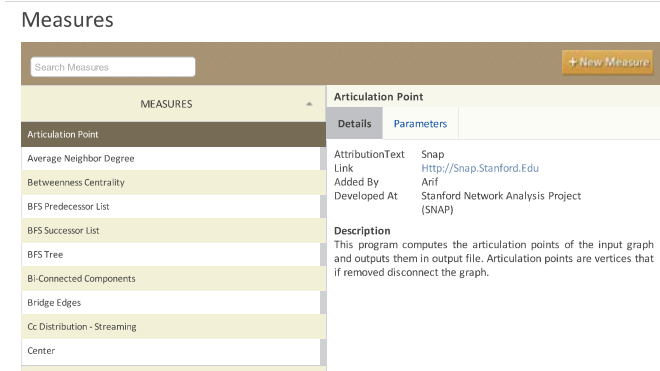 Measures
Search Measures
+ New Measure
MEASURES
Articulation Point
Average Neighbor Degree
Betweenness Centrality
BFS Predecessor List
BFS Successor List
BFS Tree
Bi-Connected Components
Bridge Edges
Cc Distribution - Streaming
Center
Articulation Point
Details Parameters
AttributionText Snap
Link Http://Snap.Stanford.Edu
Added By Arif
Developed At Stanford Network Analysis Project
(SNAP)
Description
This program computes the articulation points of the input graph
and outputs them in output file. Articulation points are vertices that
if removed disconnect the graph.